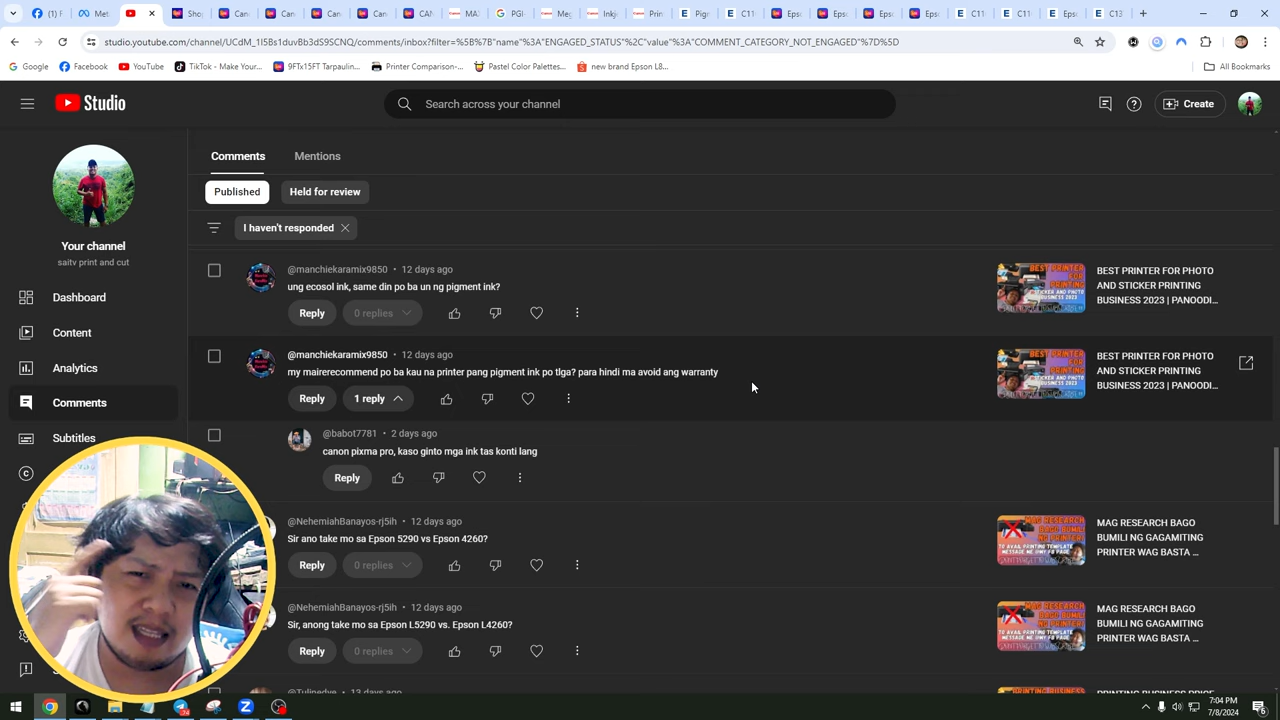 studio.youtube.com/channel/UCdM_1I5Bs1duvBb3dS9SCNQ/comments/inbox?filter=%5B%7B"name"%3A"ENGAGED_STATUS"%2C"value"%3A"COMMENT_CATEGORY_NOT_ENGAGED"%7D%5D
Google Facebook YouTube TikTok - Make Your... 9FTx15FT Tarpaulin... Printer Comparison-... Pastel Color Palettes... new brand Epson L8... All Bookmarks
Studio
Search across your channel
Create
Comments Mentions
Published Held for review
I haven't responded
Your channel
saitv print and cut
Dashboard
Content
Analytics
Comments
Subtitles
@manchiekaramix9850 • 12 days ago
ung ecosol ink, same din po ba un ng pigment ink?
Reply 0 replies
BEST PRINTER FOR PHOTO
AND STICKER PRINTING
BUSINESS 2023 | PANOODI...
@manchiekaramix9850 • 12 days ago
my mairerecommend po ba kau na printer pang pigment ink po tlga? para hindi ma avoid ang warranty
Reply 1 reply
BEST PRINTER FOR PHOTO
AND STICKER PRINTING
BUSINESS 2023 | PANOODI...
@babot7781 • 2 days ago
canon pixma pro, kaso ginto mga ink tas konti lang
Reply
@NehemiahBanayos-rj5ih • 12 days ago
Sir ano take mo sa Epson 5290 vs Epson 4260?
Reply 0 replies
MAG RESEARCH BAGO
BUMILI NG GAGAMITING
PRINTER WAG BASTA ...
@NehemiahBanayos-rj5ih • 12 days ago
Sir, anong take mo sa Epson L5290 vs. Epson L4260?
Reply 0 replies
MAG RESEARCH BAGO
BUMILI NG GAGAMITING
PRINTER WAG BASTA ...
7:04 PM
7/8/2024